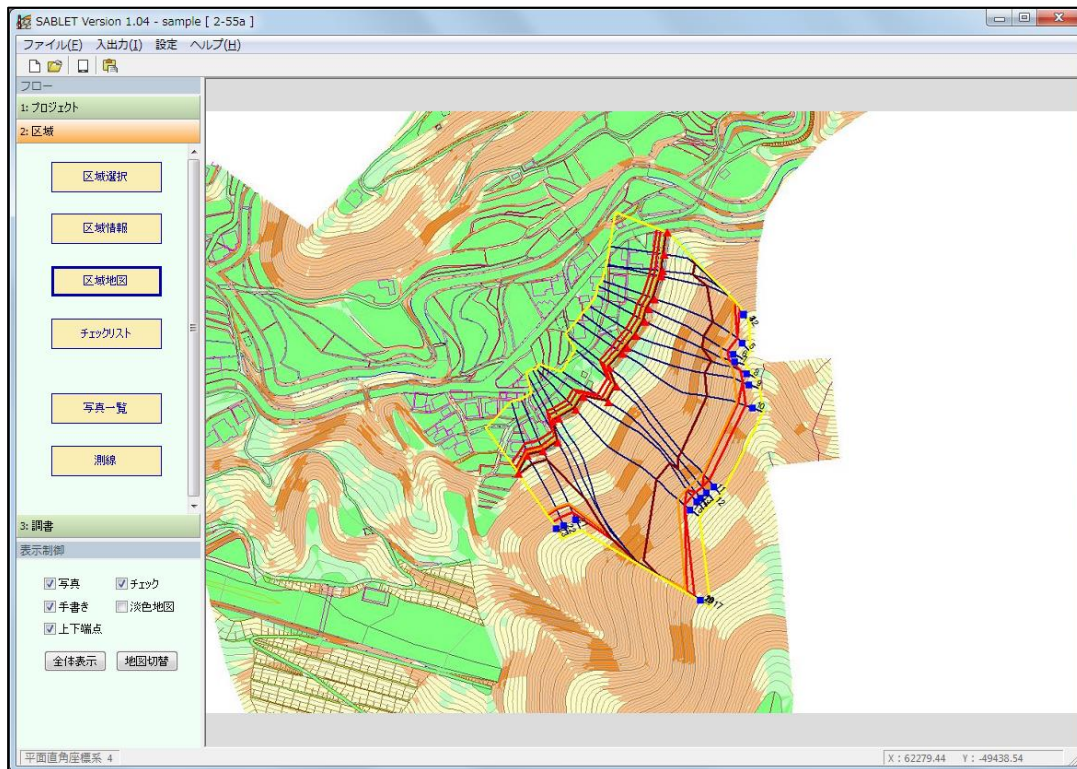 SABLET Version 1.04 - sample [ 2-55a ]
ファイル(F) 入出力(I) 設定 ヘルプ(H)
フロー
1: プロジェクト
2: 区域
区域選択
区域情報
区域地図
チェックリスト
写真一覧
測線
3: 調書
表示制御
写真 チェック
手書き 淡色地図
上下端点
全体表示 地図切替
平面直角座標系 4
X : 62279.44 Y : -49438.54
10
11
12
17